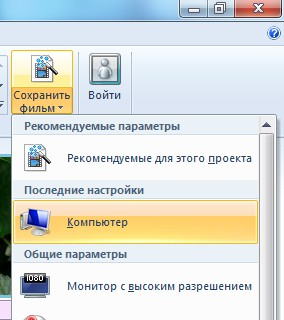 Сохранить
фильм
Войти
Рекомендуемые параметры
Рекомендуемые для этого проекта
Последние настройки
Компьютер
Общие параметры
1080
Монитор с высоким разрешением